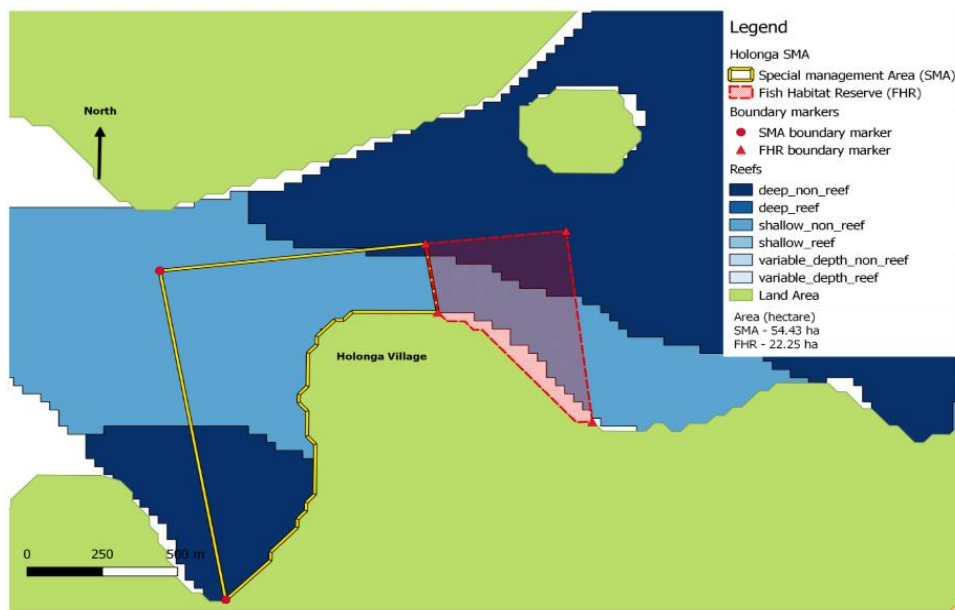 Legend
Holonga SMA
Special management Area (SMA)
Fish Habitat Reserve (FHR)
Boundary markers
SMA boundary marker
FHR boundary marker
Reefs
deep_non_reef
deep_reef
shallow_non_reef
shallow_reef
variable_depth_non_reef
variable_depth_reef
Land Area
Area (hectare)
SMA - 54.43 ha
FHR - 22.25 ha
North
Holonga Village
0 250 500 m